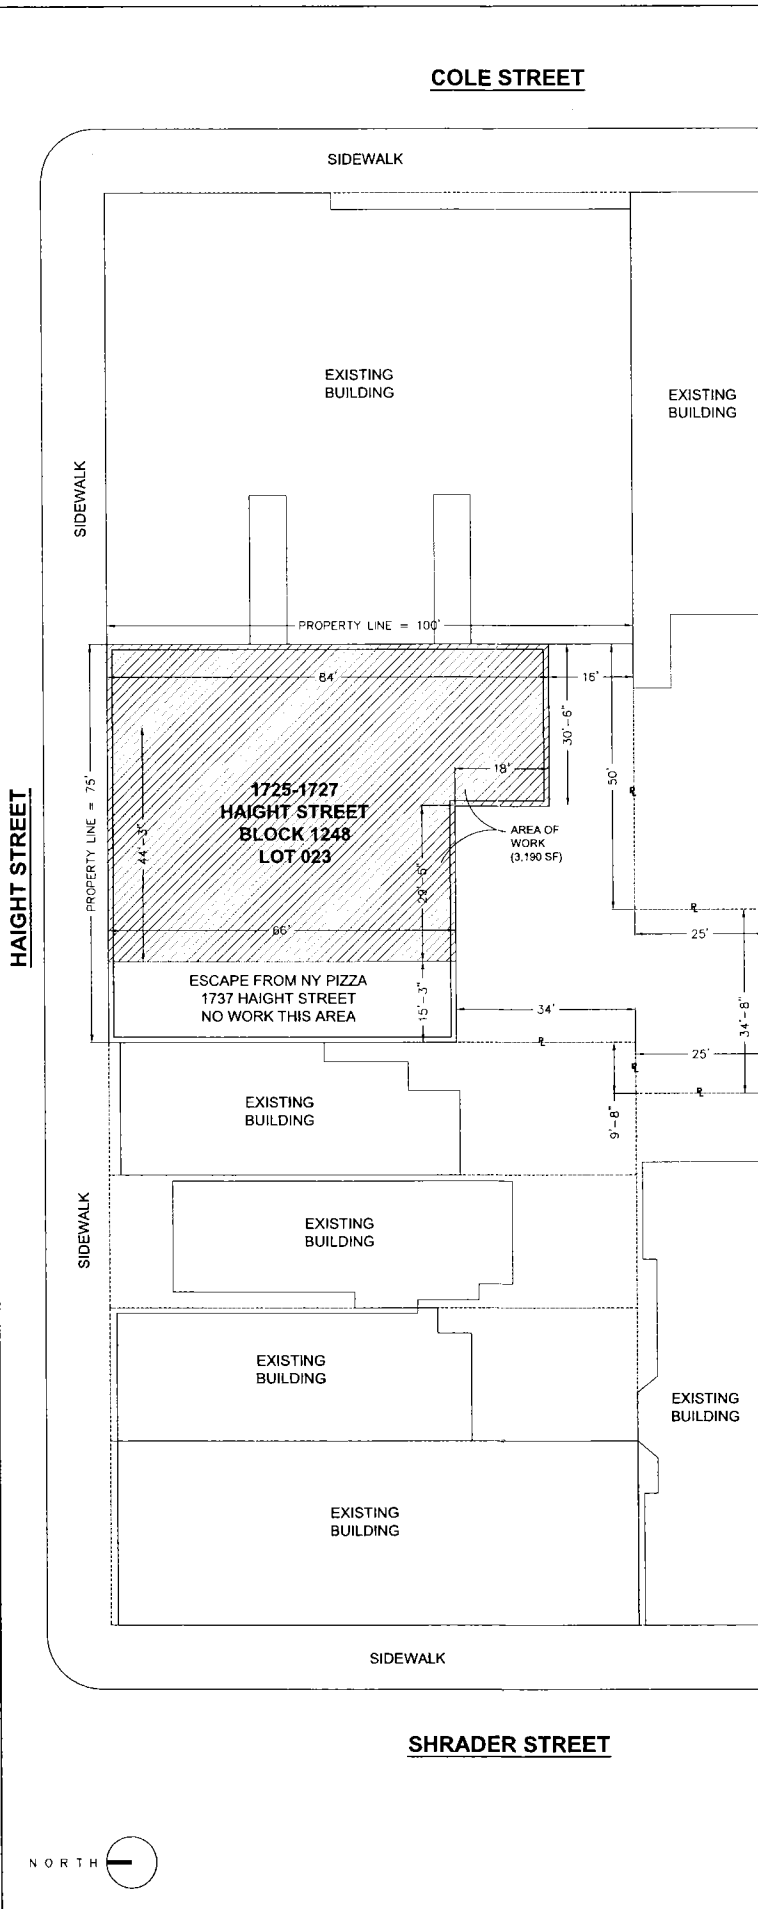 COLE STREET
SIDEWALK
EXISTING
BUILDING
EXISTING
BUILDING
SIDEWALK
PROPERTY LINE = 100'
84'
16'
30'-6"
50'
18'
PROPERTY LINE = 75'
44'-3"
1725-1727
HAIGHT STREET
BLOCK 1248
LOT 023
AREA OF
WORK
(3,190 SF)
HAIGHT STREET
29'-6"
66'
25'
ESCAPE FROM NY PIZZA
1737 HAIGHT STREET
NO WORK THIS AREA
15'-3"
34'
34'-8"
25'
9'-8"
EXISTING
BUILDING
SIDEWALK
EXISTING
BUILDING
EXISTING
BUILDING
EXISTING
BUILDING
EXISTING
BUILDING
SIDEWALK
SHRADER STREET
NORTH